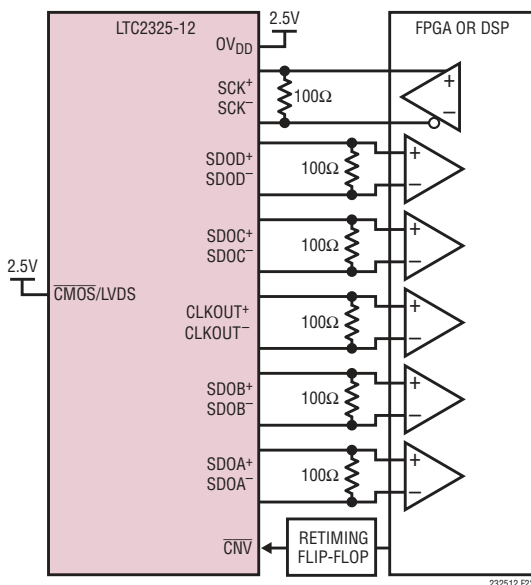 LTC2325-12
2.5V
OVDD
FPGA OR DSP
SCK+
SCK–
100Ω
+
–
SDOD+
SDOD–
100Ω
+
–
SDOC+
SDOC–
100Ω
+
–
2.5V
CMOS/LVDS
CLKOUT+
CLKOUT–
100Ω
+
–
SDOB+
SDOB–
100Ω
+
–
SDOA+
SDOA–
100Ω
+
–
CNV
RETIMING
FLIP-FLOP